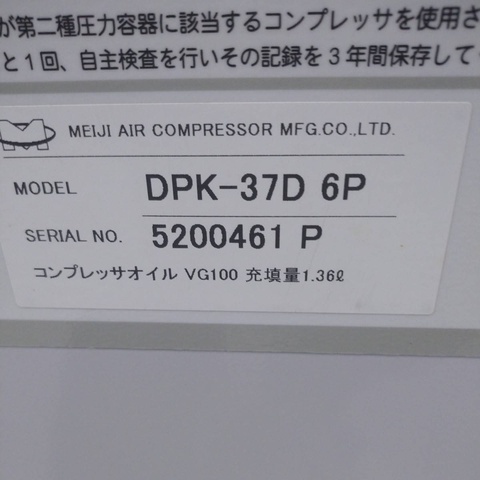 が第二種圧力容器に該当するコンプレッサを使用さ
と1回、自主検査を行いその記録を3年間保存して
MEIJI AIR COMPRESSOR MFG.CO.,LTD.
MODEL DPK-37D 6P
SERIAL NO. 5200461 P
コンプレッサオイル VG100 充填量1.36ℓ